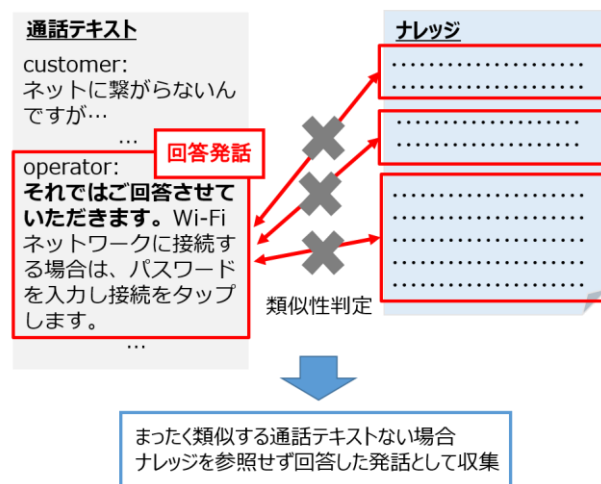 通話テキスト
customer:
ネットに繋がらないん
ですが…
…
回答発話
operator:
それではご回答させて
いただきます。Wi-Fi
ネットワークに接続す
る場合は、パスワード
を入力し接続をタップ
します。
…
ナレッジ
類似性判定
まったく類似する通話テキストない場合
ナレッジを参照せず回答した発話として収集